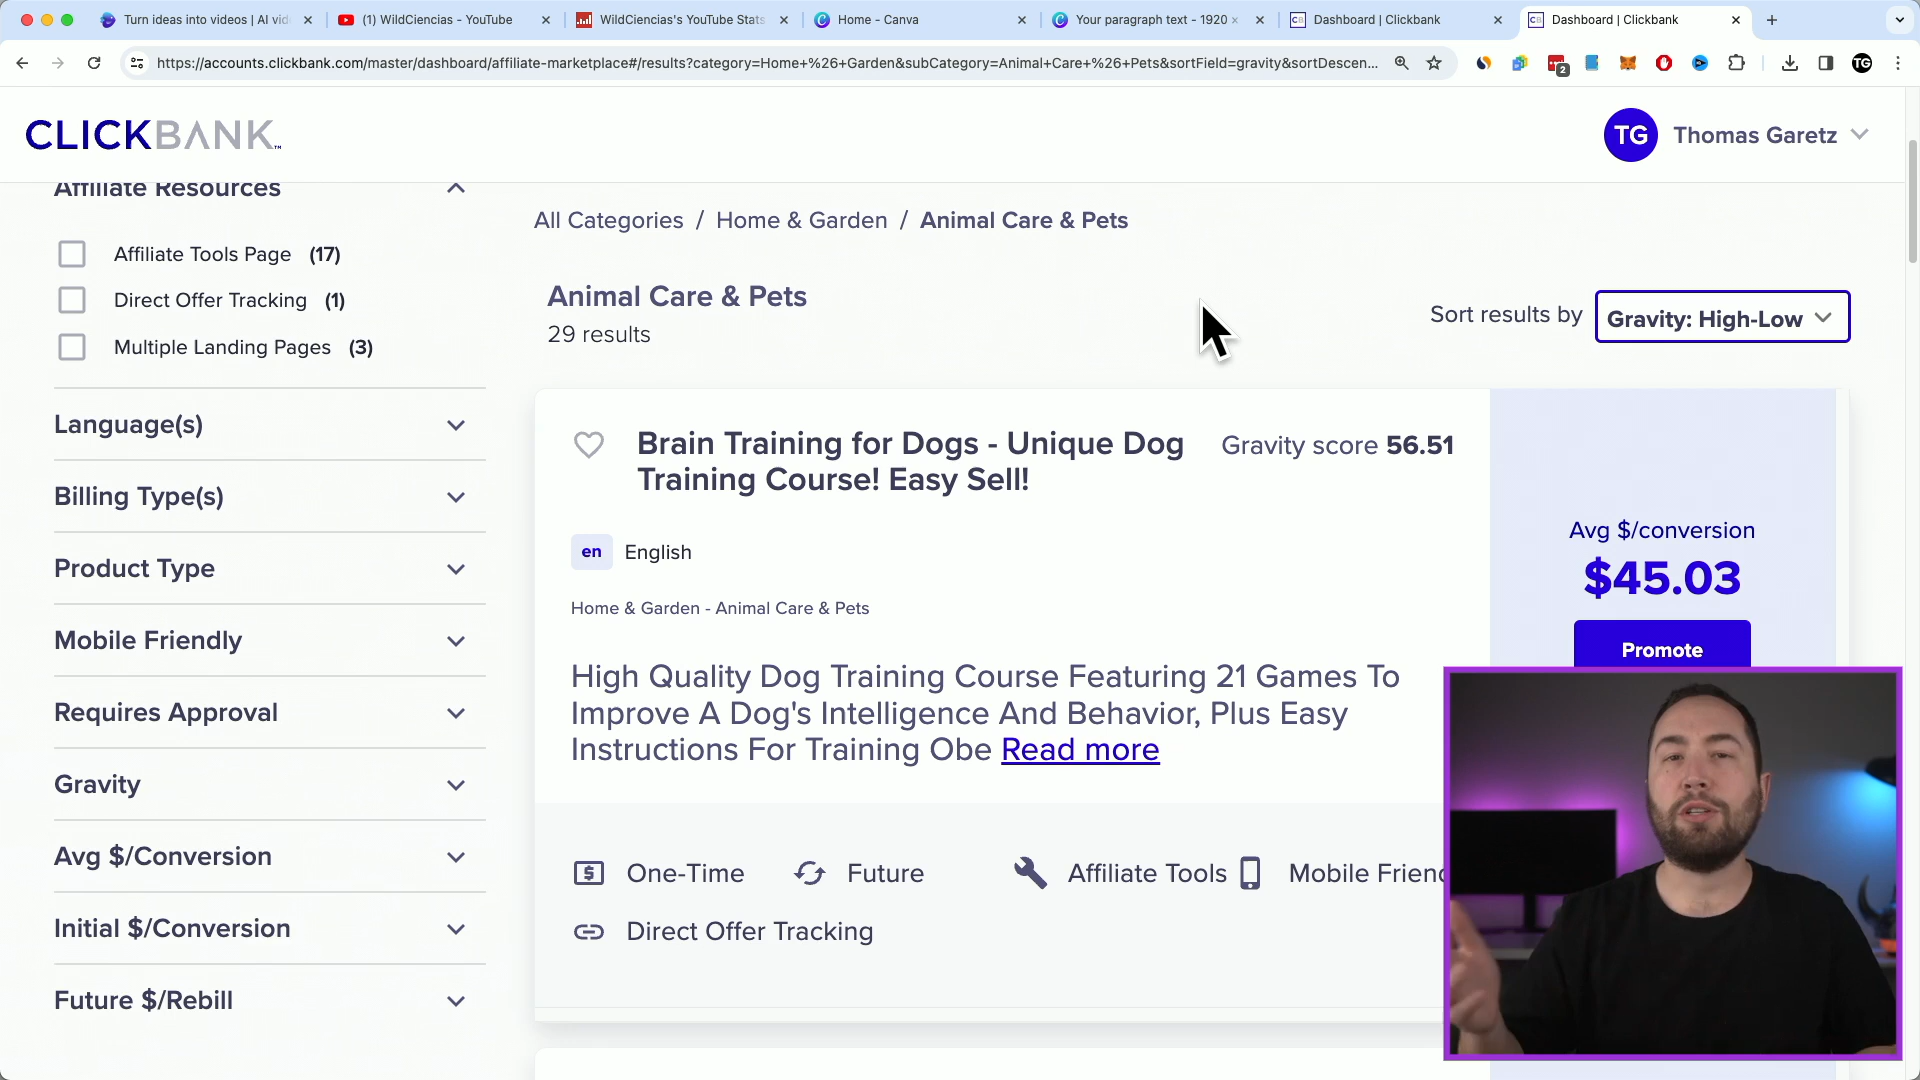 Turn ideas into videos | AI vid
(1) WildCiencias - YouTube
WildCiencias's YouTube Stats
Home - Canva
Your paragraph text - 1920 ×
Dashboard | Clickbank
Dashboard | Clickbank
https://accounts.clickbank.com/master/dashboard/affiliate-marketplace#/results?category=Home+%26+Garden&subCategory=Animal+Care+%26+Pets&sortField=gravity&sortDescen...
2
TG
CLICKBANK™
TG Thomas Garetz
Affiliate Resources
Affiliate Tools Page (17)
Direct Offer Tracking (1)
Multiple Landing Pages (3)
Language(s)
Billing Type(s)
Product Type
Mobile Friendly
Requires Approval
Gravity
Avg $/Conversion
Initial $/Conversion
Future $/Rebill
All Categories / Home & Garden / Animal Care & Pets
Animal Care & Pets
29 results
Sort results by Gravity: High-Low
Brain Training for Dogs - Unique Dog
Training Course! Easy Sell!
Gravity score 56.51
en English
Home & Garden - Animal Care & Pets
High Quality Dog Training Course Featuring 21 Games To
Improve A Dog's Intelligence And Behavior, Plus Easy
Instructions For Training Obe Read more
Avg $/conversion
$45.03
Promote
One-Time Future Affiliate Tools Mobile Friend
Direct Offer Tracking